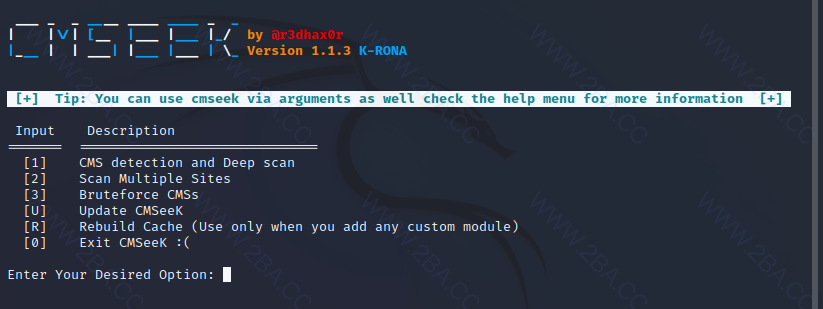 by @r3dhax0r
Version 1.1.3 K-RONA
[+]  Tip: You can use cmseek via arguments as well check the help menu for more information  [+]
Input    Description
[1]    CMS detection and Deep scan
[2]    Scan Multiple Sites
[3]    Bruteforce CMSs
[U]    Update CMSeeK
[R]    Rebuild Cache (Use only when you add any custom module)
[0]    Exit CMSeeK :(
Enter Your Desired Option:
WWW.2BA.CC